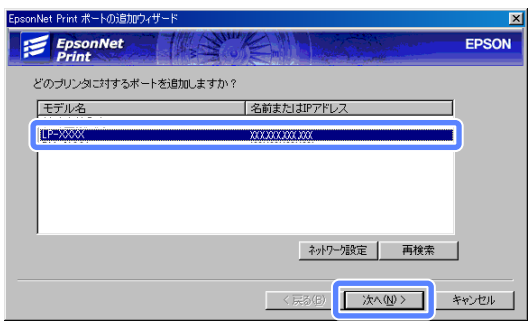 EpsonNet Print ポートの追加ウィザード
EpsonNet
Print
EPSON
どのプリンタに対するポートを追加しますか？
モデル名 名前またはIPアドレス
LP-XXXX XXX.XXX.XXX.XXX
ネットワーク設定 再検索
< 戻る(B) 次へ(N) > キャンセル